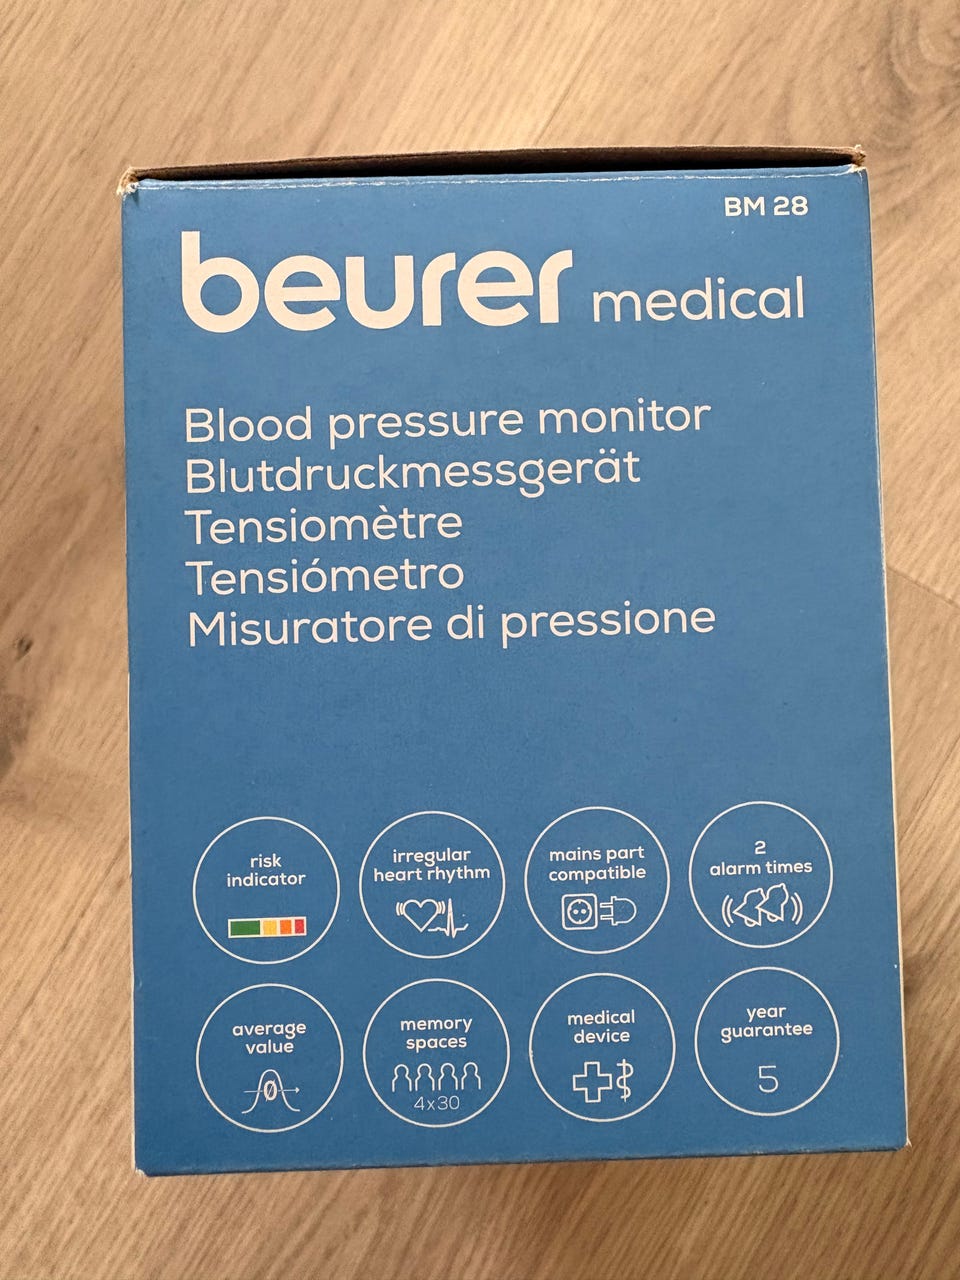 BM 28
beurer medical
Blood pressure monitor
Blutdruckmessgerät
Tensiomètre
Tensiómetro
Misuratore di pressione
risk
indicator
irregular
heart rhythm
mains part
compatible
2
alarm times
average
value
Ø
memory
spaces
4x30
medical
device
year
guarantee
5